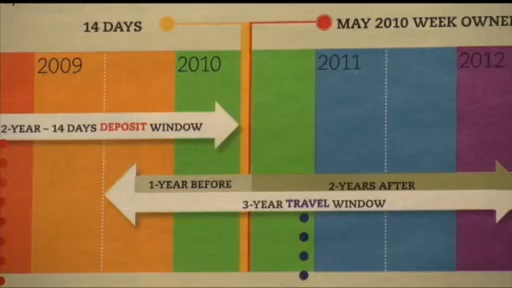 14 DAYS
MAY 2010 WEEK
2009
2010
2011
2012
2-YEAR – 14 DAYS DEPOSIT WINDOW
1-YEAR BEFORE
2-YEARS AFTER
3-YEAR TRAVEL WINDOW